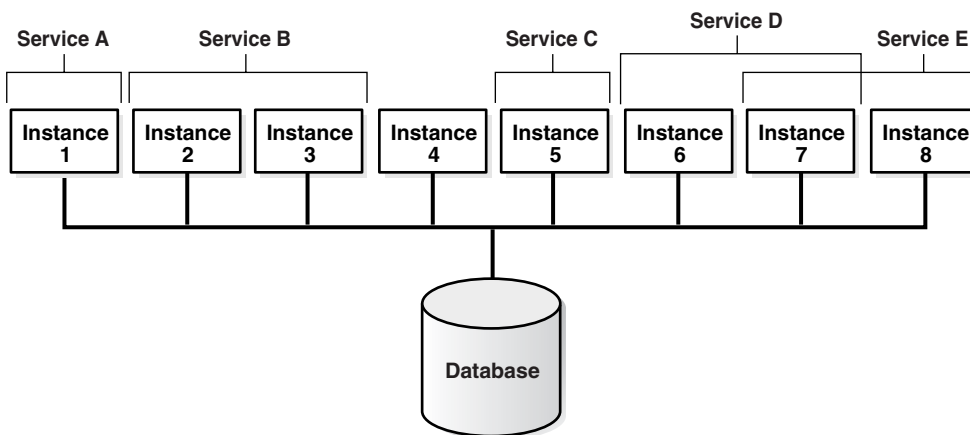 Service D
Service A
Service B
Service C
Service E
Instance
1
Instance
2
Instance
3
Instance
4
Instance
5
Instance
6
Instance
7
Instance
8
Database